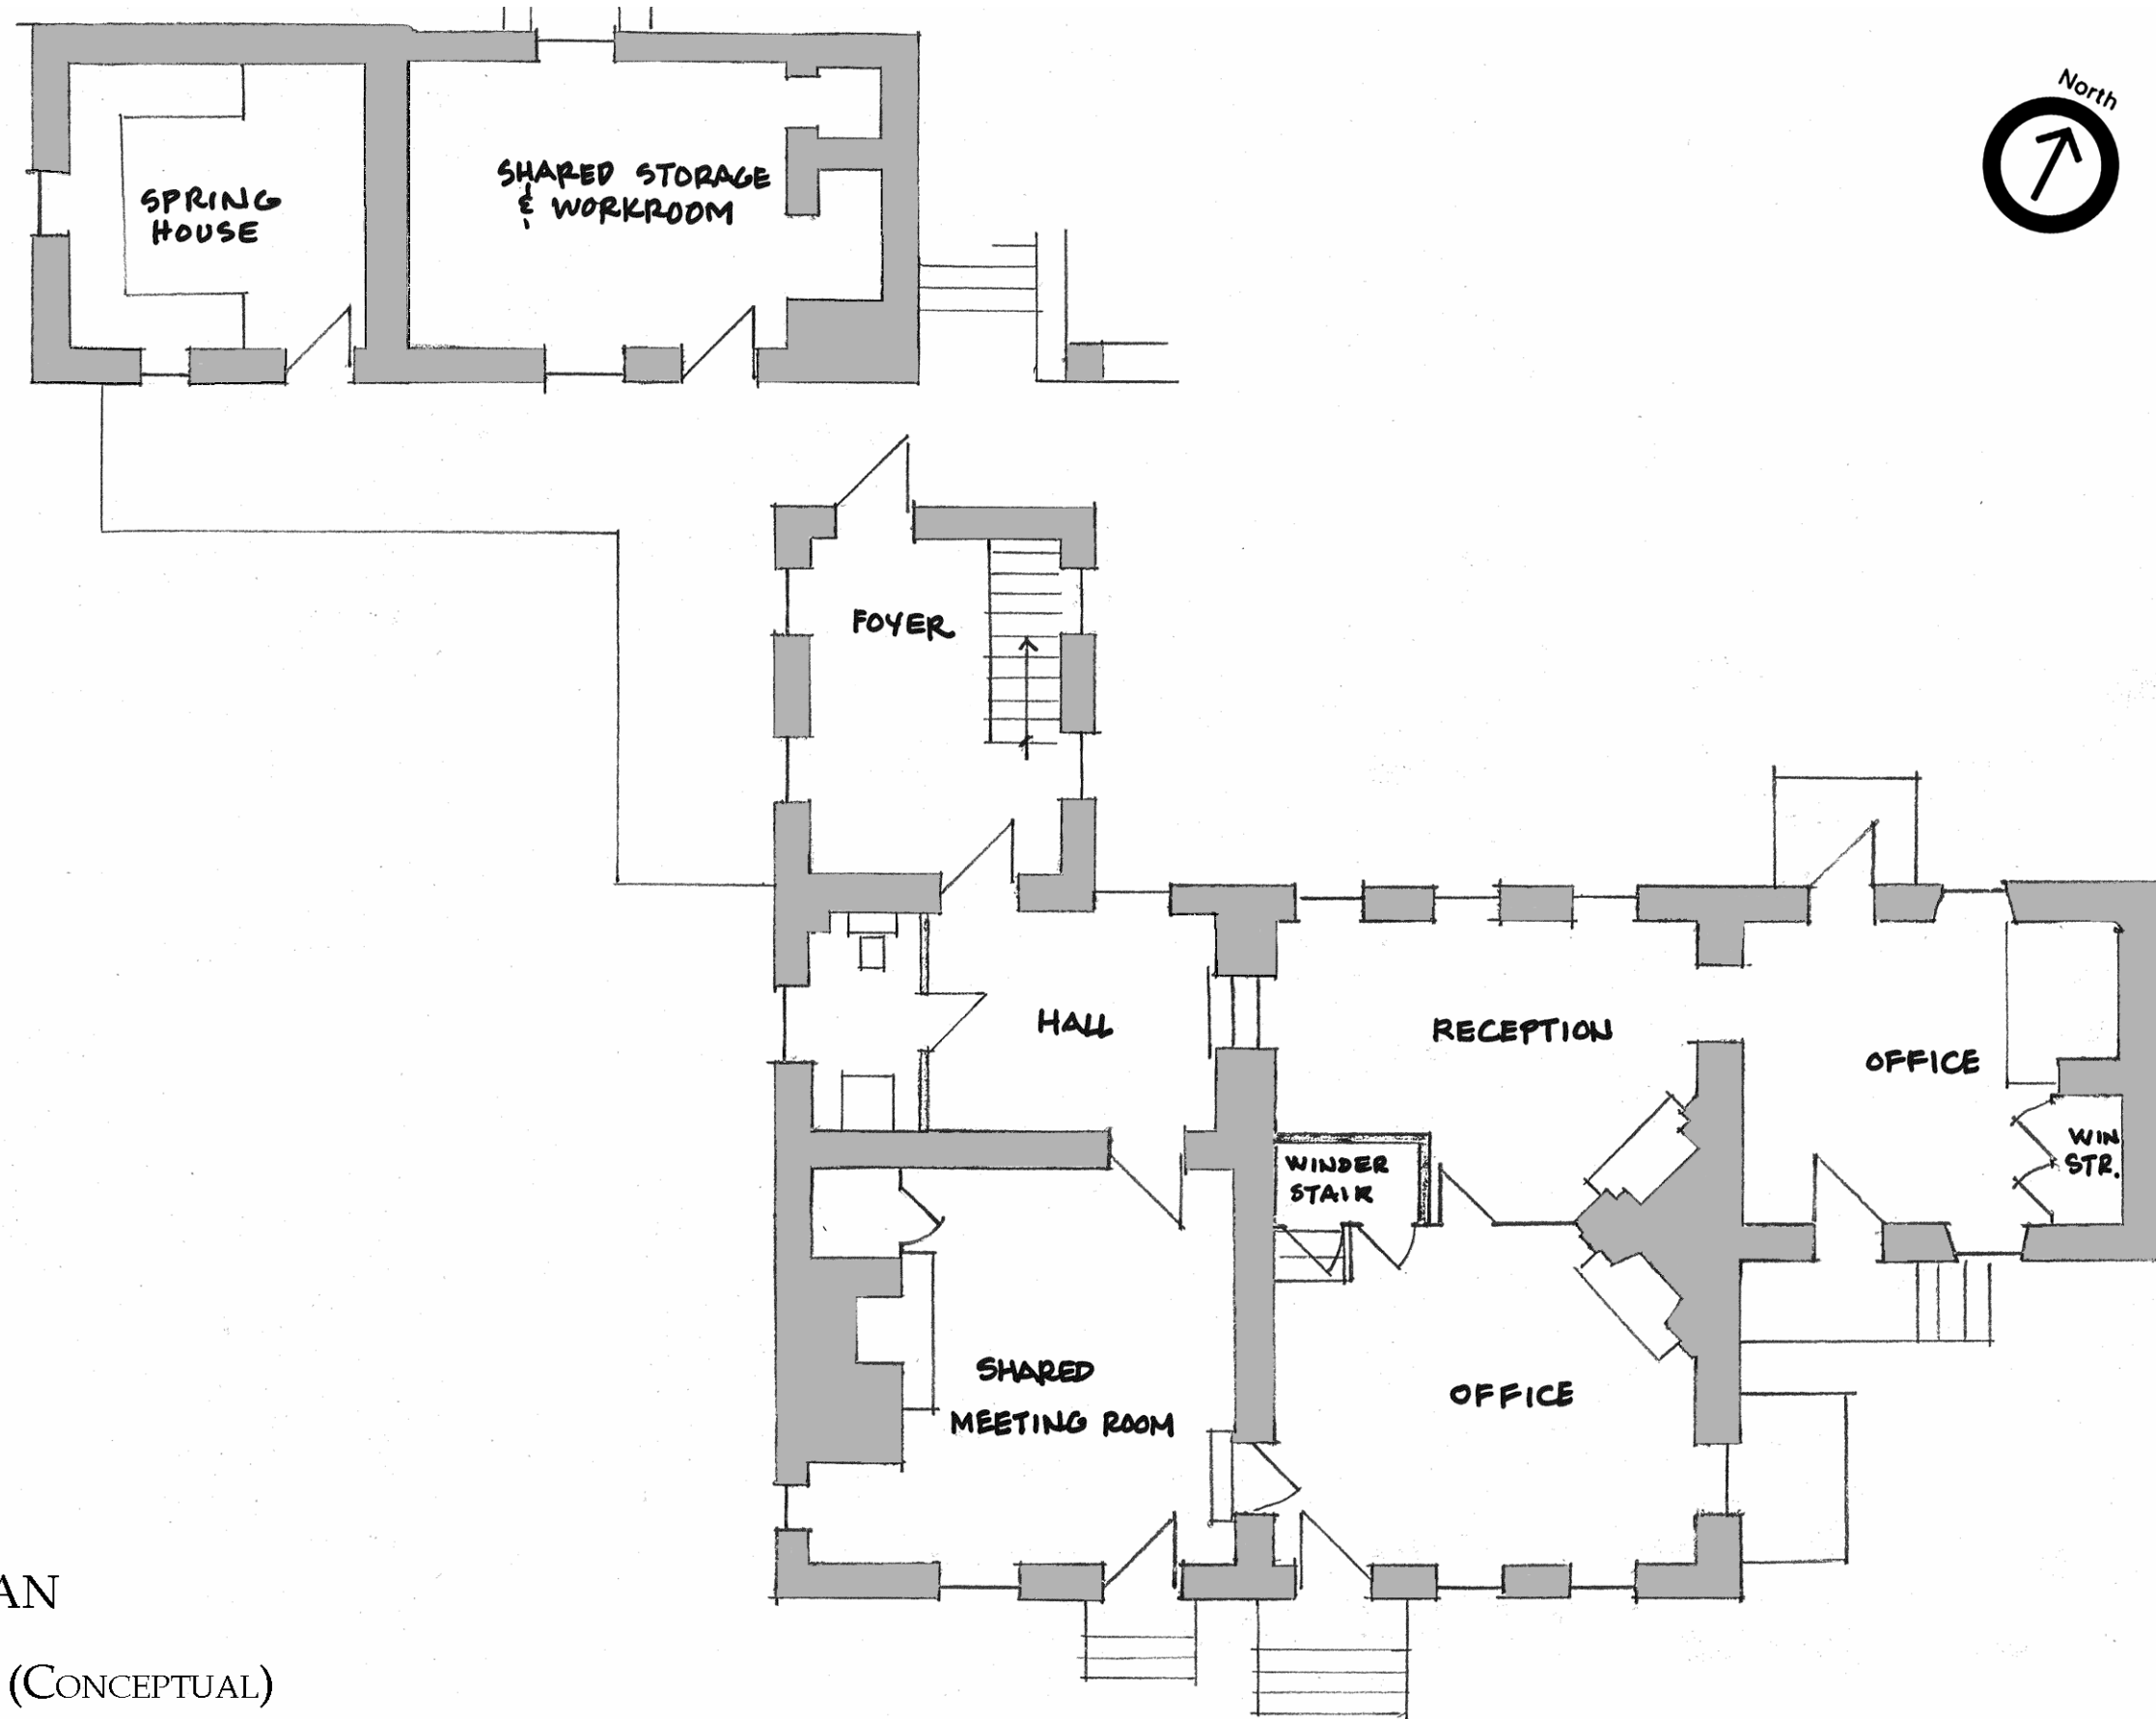 North
SPRING
HOUSE
SHARED STORAGE
& WORKROOM
FOYER
HALL
RECEPTION
OFFICE
WINDER
STAIR
WIN
STR.
SHARED
MEETING ROOM
OFFICE
AN
(CONCEPTUAL)